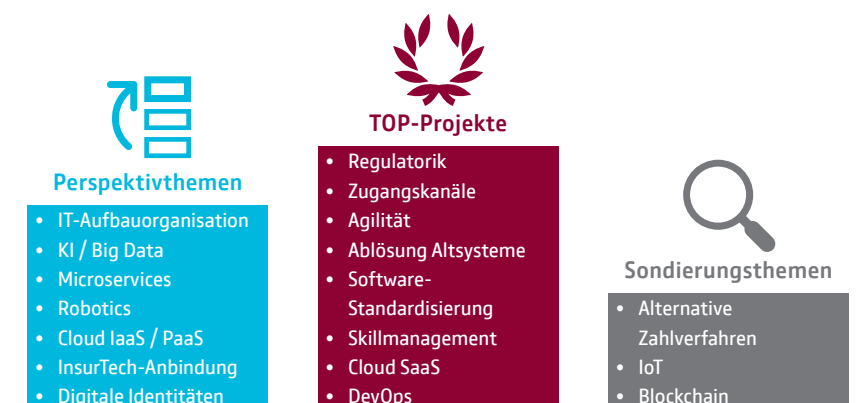 Perspektivthemen
• IT-Aufbauorganisation
• KI / Big Data
• Microservices
• Robotics
• Cloud IaaS / PaaS
• InsurTech-Anbindung
• Digitale Identitäten
TOP-Projekte
• Regulatorik
• Zugangskanäle
• Agilität
• Ablösung Altsysteme
• Software-
Standardisierung
• Skillmanagement
• Cloud SaaS
• DevOps
Sondierungsthemen
• Alternative
Zahlverfahren
• IoT
• Blockchain